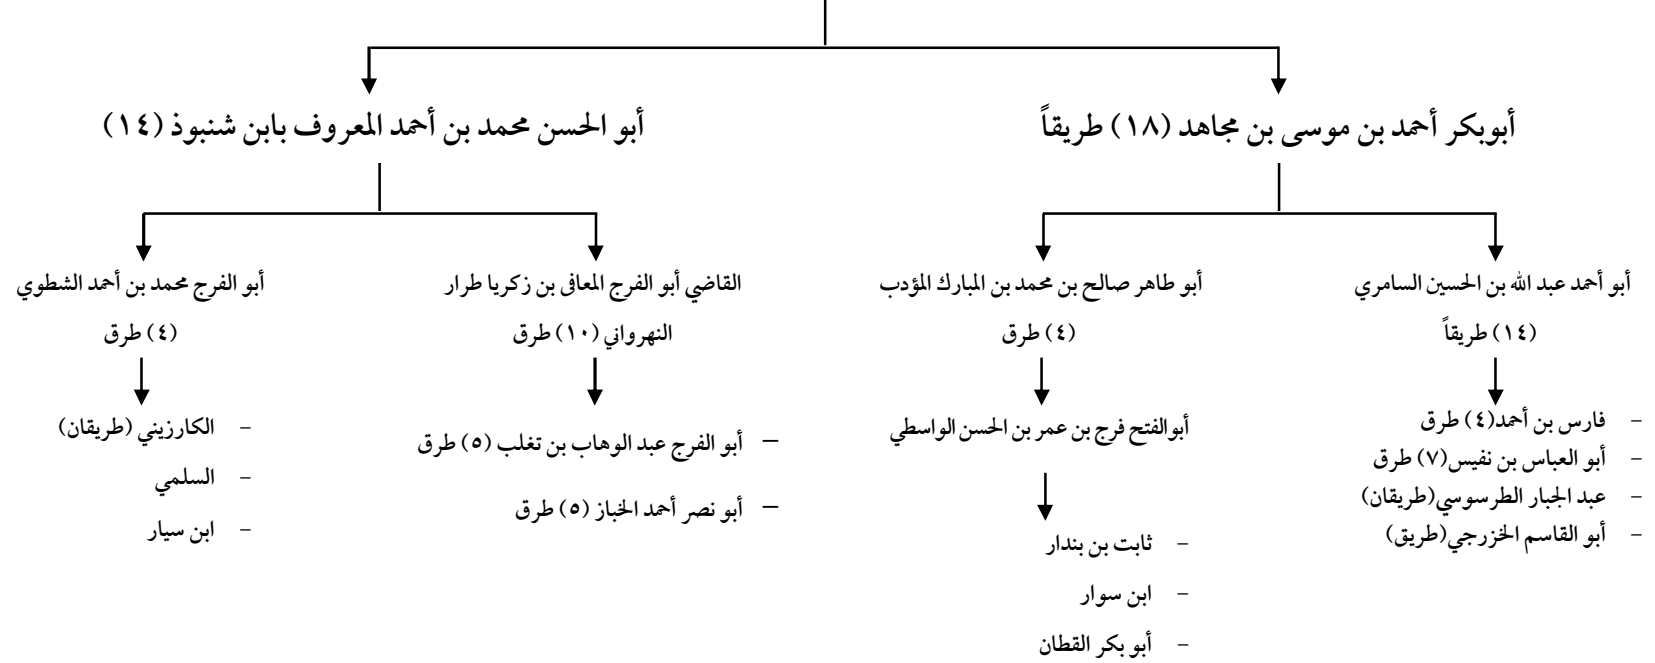 أبوبكر أحمد بن موسى بن مجاهد (١٨) طريقاً
أبو الحسن محمد بن أحمد المعروف بابن شنبوذ (١٤)
أبو أحمد عبد الله بن الحسين السامري
(١٤) طريقاً
- فارس بن أحمد(٤) طرق
- أبو العباس بن نفيس(٧) طرق
- عبد الجبار الطرسوسي(طريقان)
- أبو القاسم الخزرجي(طريق)
أبو طاهر صالح بن محمد بن المبارك المؤدب
(٤) طرق
أبوالفتح فرج بن عمر بن الحسن الواسطي
- ثابت بن بندار
- ابن سوار
- أبو بكر القطان
القاضي أبو الفرج المعافى بن زكريا طرار
النهرواني (١٠) طرق
– أبو الفرج عبد الوهاب بن تغلب (٥) طرق
– أبو نصر أحمد الخباز (٥) طرق
أبو الفرج محمد بن أحمد الشطوي
(٤) طرق
- الكارزيني (طريقان)
- السلمي
- ابن سيار